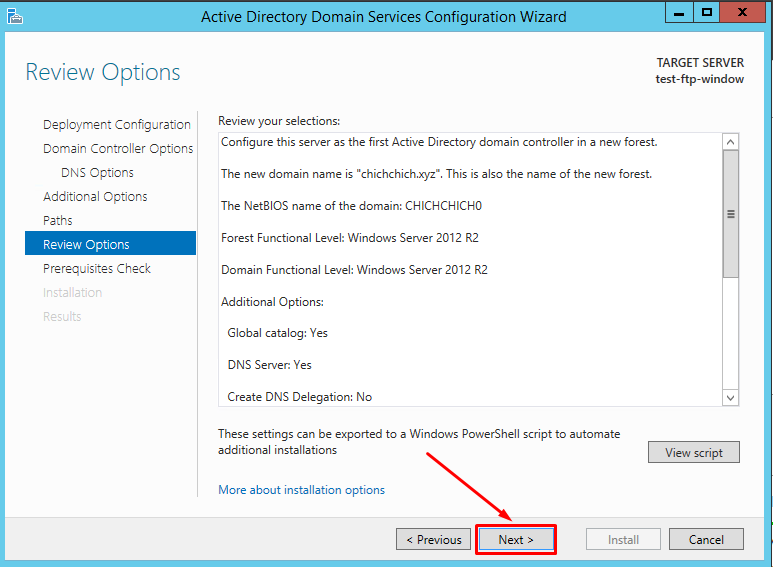 Active Directory Domain Services Configuration Wizard
Review Options
TARGET SERVER
test-ftp-window
Deployment Configuration
Domain Controller Options
DNS Options
Additional Options
Paths
Review Options
Prerequisites Check
Installation
Results
Review your selections:
Configure this server as the first Active Directory domain controller in a new forest.
The new domain name is "chichchich.xyz". This is also the name of the new forest.
The NetBIOS name of the domain: CHICHCHICH0
Forest Functional Level: Windows Server 2012 R2
Domain Functional Level: Windows Server 2012 R2
Additional Options:
Global catalog: Yes
DNS Server: Yes
Create DNS Delegation: No
These settings can be exported to a Windows PowerShell script to automate
additional installations
View script
More about installation options
< Previous
Next >
Install
Cancel